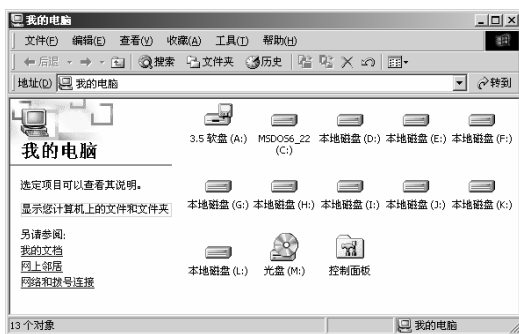 我的电脑
文件(F) 编辑(E) 查看(V) 收藏(A) 工具(T) 帮助(H)
后退 搜索 文件夹 历史
地址(D) 我的电脑 转到
我的电脑
选定项目可以查看其说明。
显示您计算机上的文件和文件夹
另请参阅:
我的文档
网上邻居
网络和拨号连接
3.5 软盘 (A:) MSDOS6_22 (C:) 本地磁盘 (D:) 本地磁盘 (E:) 本地磁盘 (F:)
本地磁盘 (G:) 本地磁盘 (H:) 本地磁盘 (I:) 本地磁盘 (J:) 本地磁盘 (K:)
本地磁盘 (L:) 光盘 (M:) 控制面板
13 个对象 我的电脑